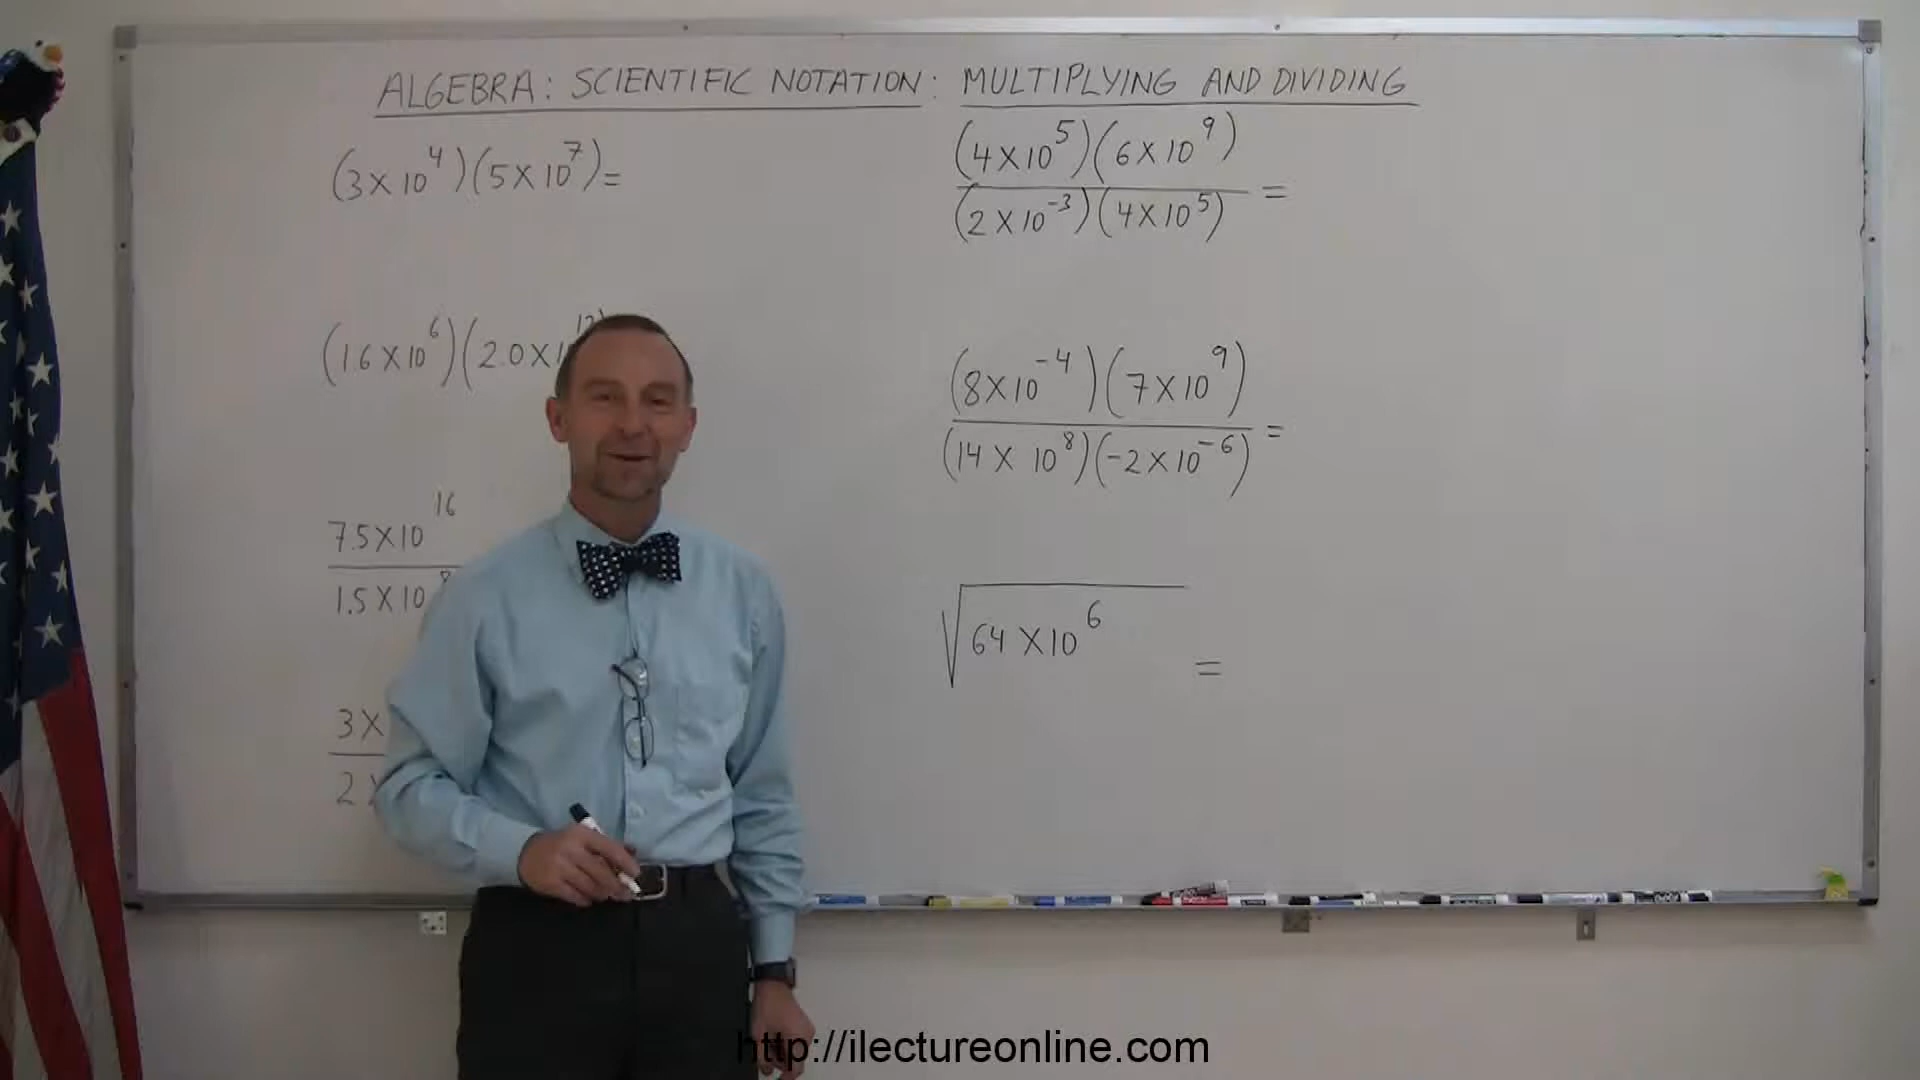 ALGEBRA: SCIENTIFIC NOTATION: MULTIPLYING AND DIVIDING
(3 X 10^4)(5 X 10^7) =
(1.6 X 10^6)(2.0 X 1
7.5 X 10^16
1.5 X 10^8
3 X
2 X
(4 X 10^5)(6 X 10^9)
(2 X 10^-3)(4 X 10^5) =
(8 X 10^-4)(7 X 10^9)
(14 X 10^8)(-2 X 10^-6) =
√64 X 10^6 =
http://ilectureonline.com